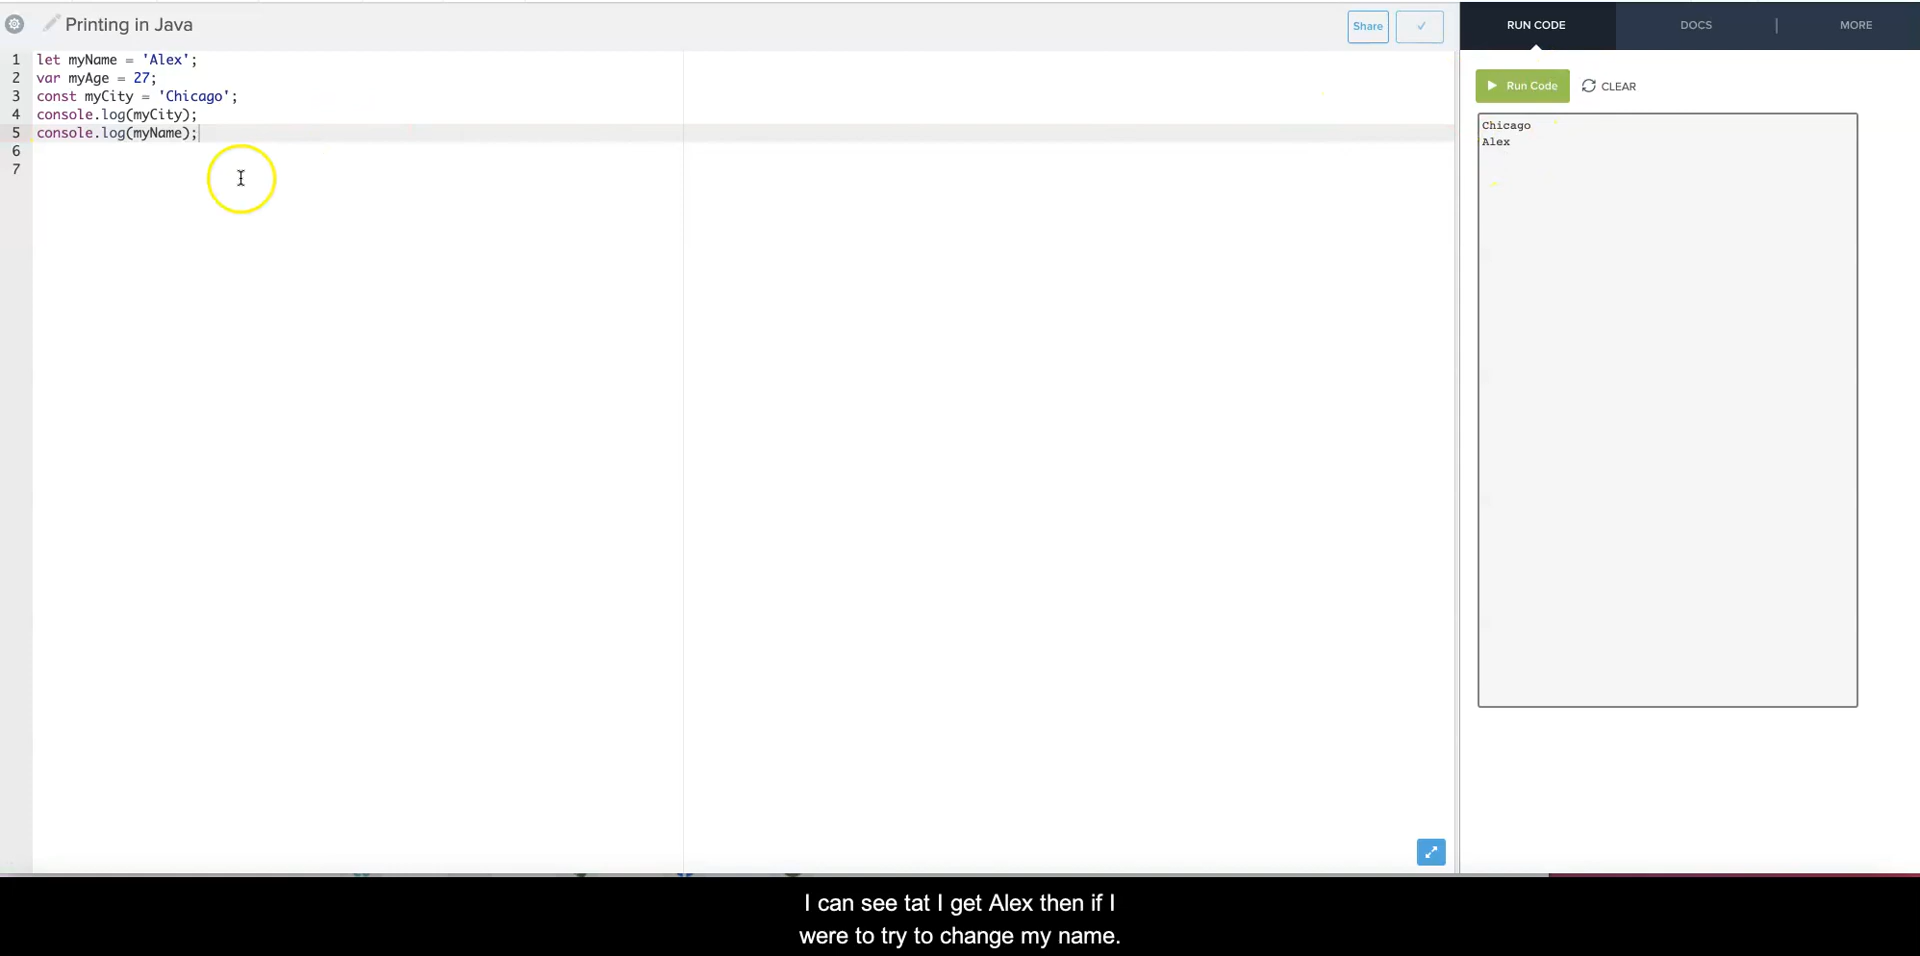 Printing in Java
Share
✓
RUN CODE
DOCS
|
MORE
1 let myName = 'Alex';
2 var myAge = 27;
3 const myCity = 'Chicago';
4 console.log(myCity);
5 console.log(myName);
6
7
Run Code
CLEAR
Chicago
Alex
I can see tat I get Alex then if I
were to try to change my name.